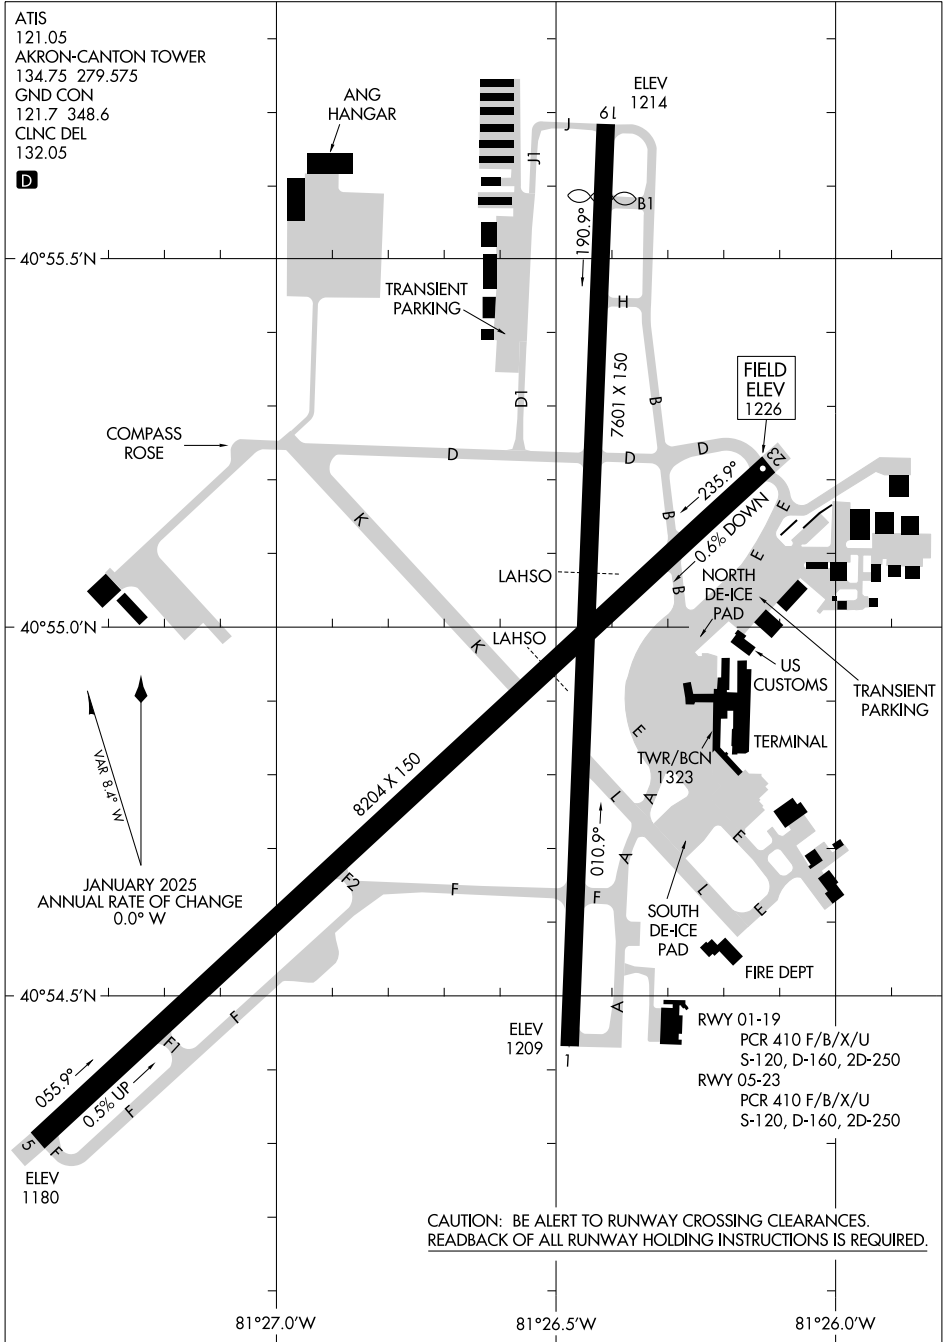 ATIS
121.05
AKRON-CANTON TOWER
134.75 279.575
GND CON
121.7 348.6
CLNC DEL
132.05
D
ANG
HANGAR
ELEV
1214
19
J
J1
B1
190.9°
40°55.5'N
TRANSIENT
PARKING
H
7601 X 150
D1
B
FIELD
ELEV
1226
COMPASS
ROSE
D
D
D
23
235.9°
0.6% DOWN
K
B
E
E
B
LAHSO
NORTH
DE-ICE
PAD
40°55.0'N
LAHSO
K
US
CUSTOMS
TRANSIENT
PARKING
E
TWR/BCN
1323
TERMINAL
VAR 8.4° W
8204 X 150
L
A
E
010.9°
A
JANUARY 2025
ANNUAL RATE OF CHANGE
0.0° W
F2
F
F
L
E
SOUTH
DE-ICE
PAD
FIRE DEPT
40°54.5'N
F
A
ELEV
1209
1
RWY 01-19
PCR 410 F/B/X/U
S-120, D-160, 2D-250
RWY 05-23
PCR 410 F/B/X/U
S-120, D-160, 2D-250
F1
055.9°
0.5% UP
F
5
F
ELEV
1180
CAUTION: BE ALERT TO RUNWAY CROSSING CLEARANCES.
READBACK OF ALL RUNWAY HOLDING INSTRUCTIONS IS REQUIRED.
81°27.0'W
81°26.5'W
81°26.0'W